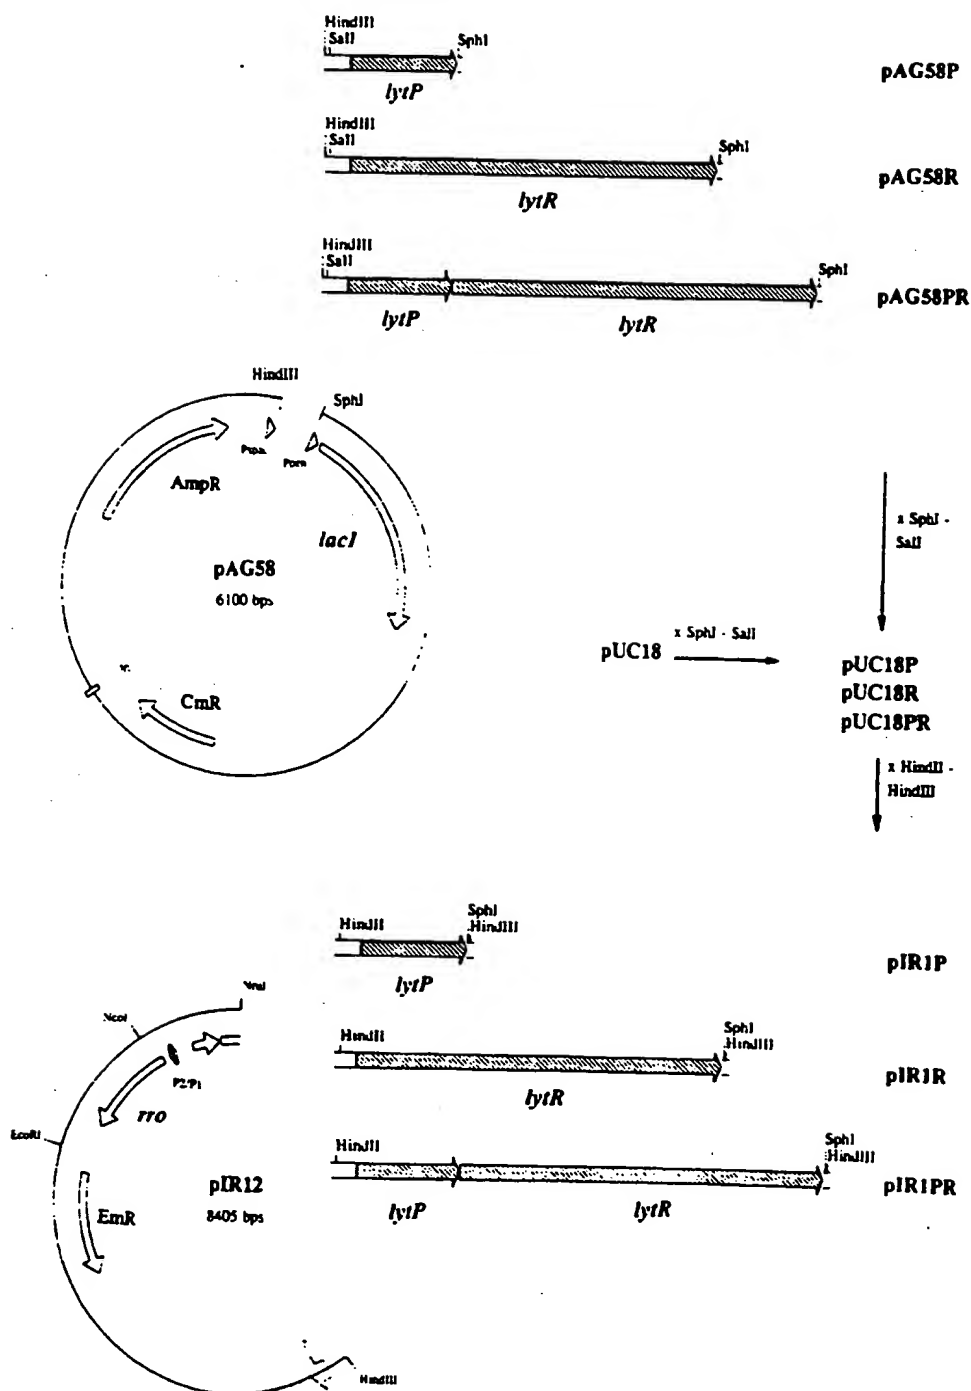 HindIII
SalI
SphI
pAG58P
lytP
HindIII
SalI
SphI
pAG58R
lytR
HindIII
SalI
SphI
pAG58PR
lytP
lytR
HindIII
SphI
AmpR
lacI
pAG58
6100 bps
CmR
x SphI -
SalI
pUC18
x SphI - SalI
pUC18P
pUC18R
pUC18PR
x HindII -
HindIII
HindII
SphI
HindIII
pIR1P
lytP
NruI
NcoI
HindII
SphI
HindIII
pIR1R
lytR
P2/P1
rro
EcoRI
HindII
SphI
HindIII
pIR1PR
lytP
lytR
pIR12
8405 bps
EmR
HindIII